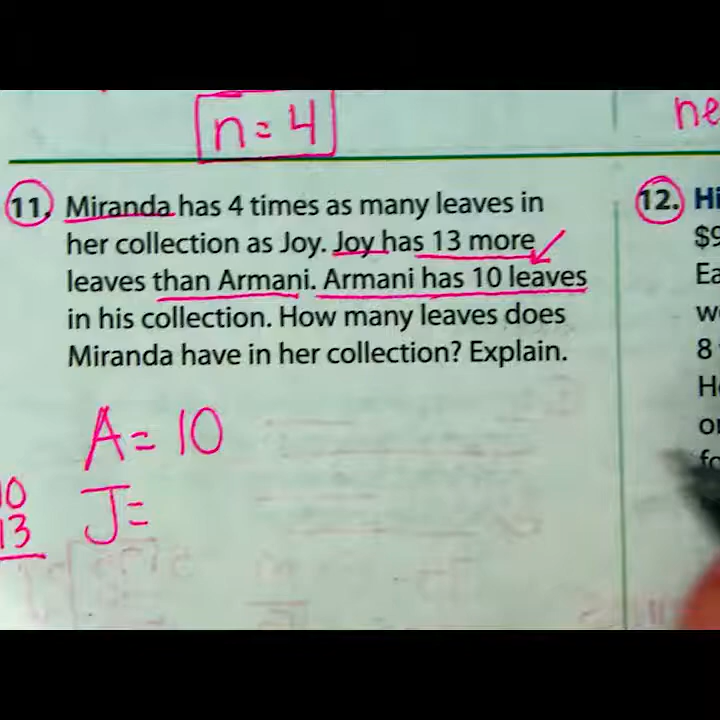 n = 4
ne
11. Miranda has 4 times as many leaves in
her collection as Joy. Joy has 13 more
leaves than Armani. Armani has 10 leaves
in his collection. How many leaves does
Miranda have in her collection? Explain.
12. Hi
$9
Ea
w
8
H
o
fo
A = 10
J =
10
13